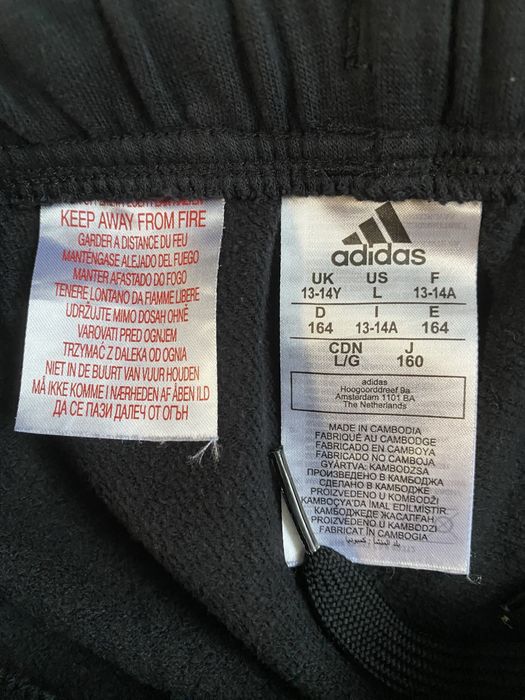 KEEP AWAY FROM FIRE
GARDER A DISTANCE DU FEU
MANTÉNGASE ALEJADO DEL FUEGO
MANTER AFASTADO DO FOGO
TENERE LONTANO DA FIAMME LIBERE
UDRŽUJTE MIMO DOSAH OHNĚ
VAROVATI PRED OGNJEM
TRZYMAĆ Z DALEKA OD OGNIA
NIET IN DE BUURT VAN VUUR HOUDEN
MÅ IKKE KOMME I NÆRHEDEN AF ÅBEN ILD
ДА СЕ ПАЗИ ДАЛЕЧ ОТ ОГЪН
adidas
UK US F
13-14Y L 13-14A
D I E
164 13-14A 164
CDN J
L/G 160
adidas
Hoogoorddreef 9a
Amsterdam 1101 BA
The Netherlands
MADE IN CAMBODIA
FABRIQUÉ AU CAMBODGE
FABRICADO EN CAMBOYA
FABRICADO NO CAMBOJA
GYÁRTVA: KAMBODZSA
ПРОИЗВЕДЕНО В КАМБОДЖА
СДЕЛАНО В КАМБОДЖЕ
PROIZVEDENO U KOMBODŽI
KAMBOÇYA'DA İMAL EDİLMİŞTİR
КАМБОДЖЕДЕ ЖАСАЛҒАН
PROIZVEDENO U KAMBODŽI
FABRICAT ÎN CAMBOGIA
بلد المنشأ: كمبوديا